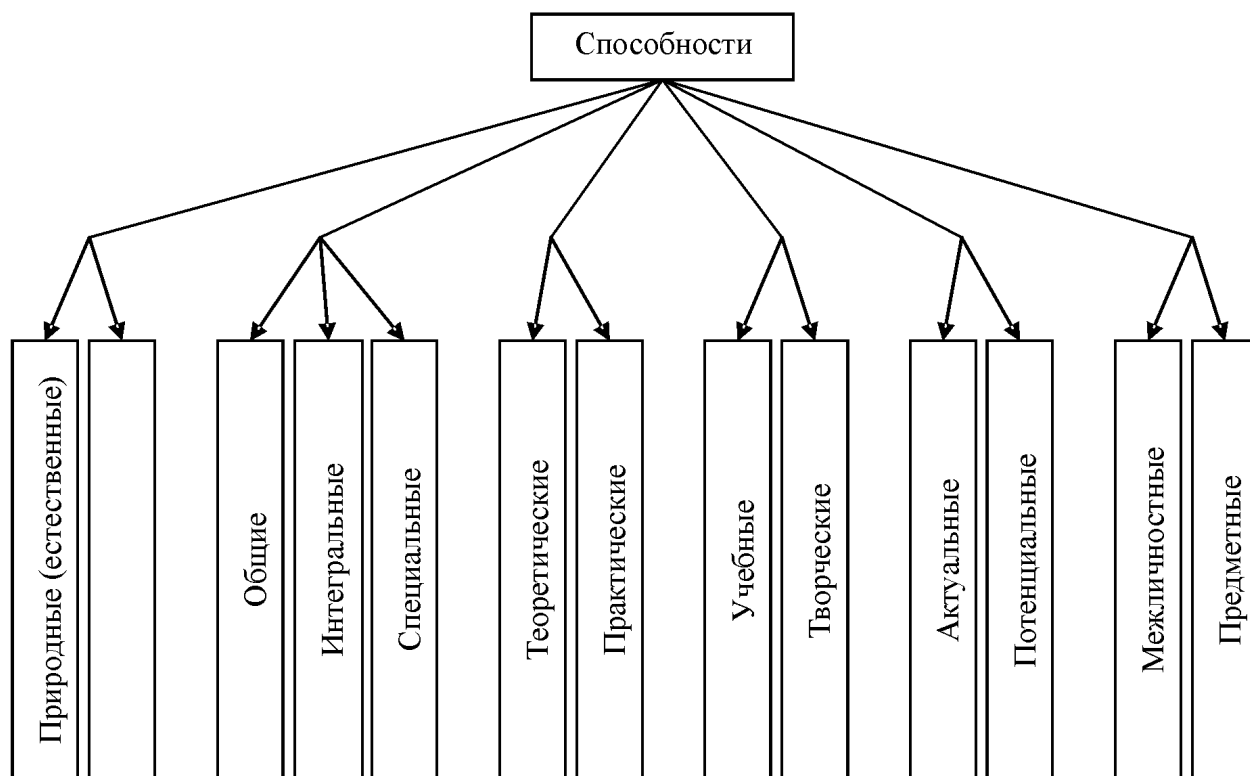 Способности
Природные (естественные)
Общие
Интегральные
Специальные
Теоретические
Практические
Учебные
Творческие
Актуальные
Потенциальные
Межличностные
Предметные